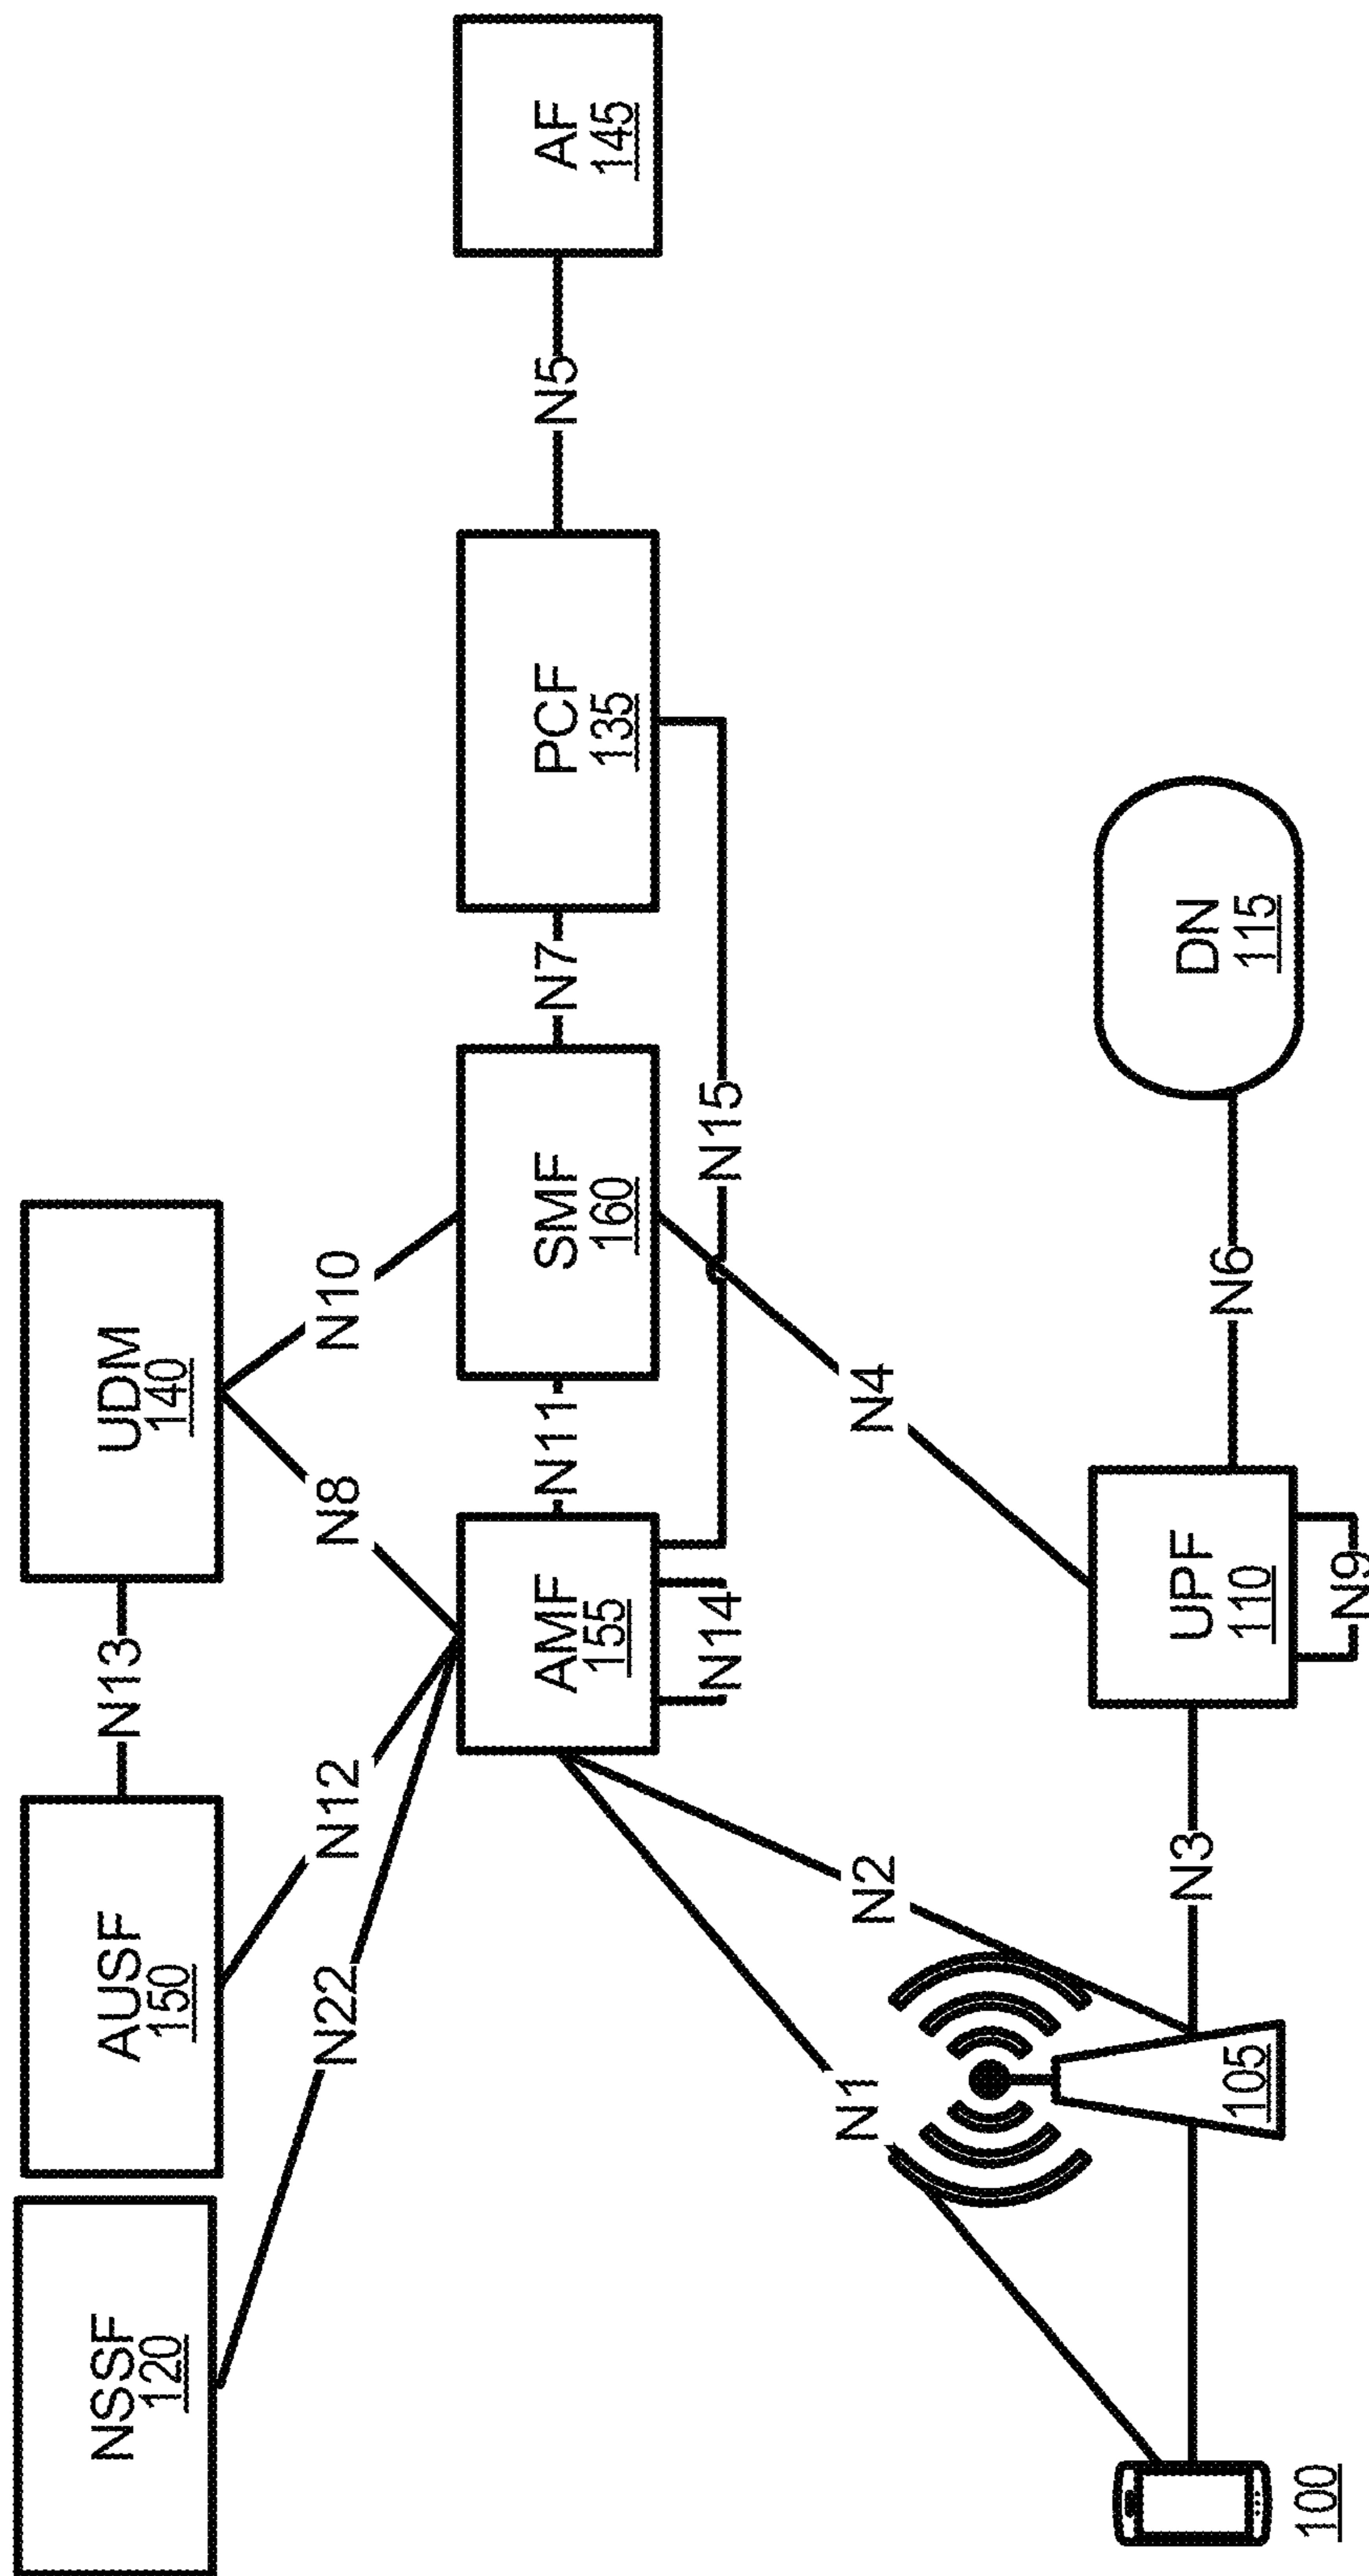 NSSF
120
AUSF
150
UDM
140
N13
N22
N12
N8
N10
AMF
155
N11
SMF
160
N7
PCF
135
N5
AF
145
N14
N15
N1
N2
N4
100
105
N3
UPF
110
N6
DN
115
N9